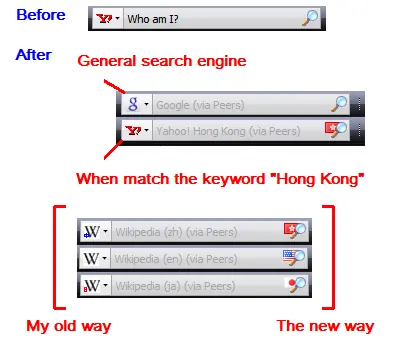 Before
Who am I?
After
General search engine
Google (via Peers)
Yahoo! Hong Kong (via Peers)
When match the keyword "Hong Kong"
Wikipedia (zh) (via Peers)
Wikipedia (en) (via Peers)
Wikipedia (ja) (via Peers)
My old way
The new way